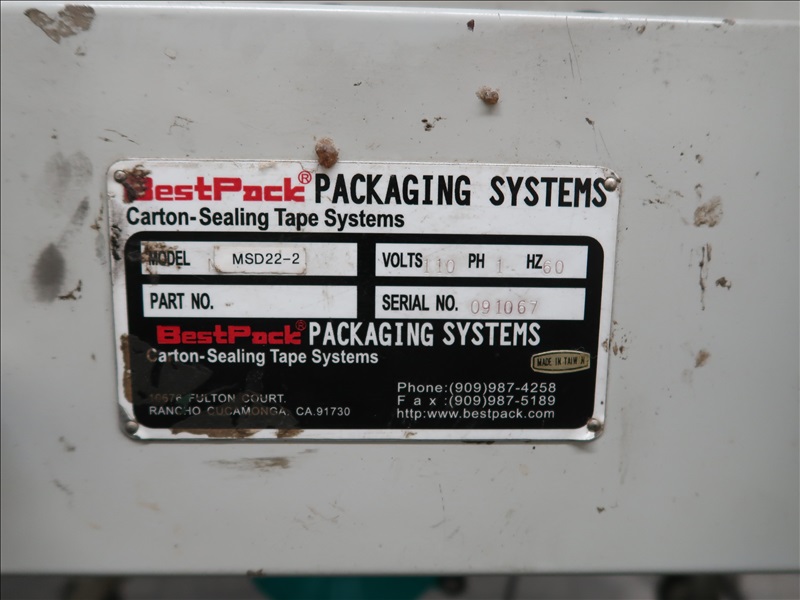 BestPack® PACKAGING SYSTEMS
Carton-Sealing Tape Systems
MODEL MSD22-2
VOLTS 110 PH 1 HZ 60
PART NO.
SERIAL NO. 091067
BestPack® PACKAGING SYSTEMS
Carton-Sealing Tape Systems
MADE IN TAIWAN
FULTON COURT.
RANCHO CUCAMONGA, CA.91730
Phone:(909)987-4258
Fax:(909)987-5189
http:www.bestpack.com